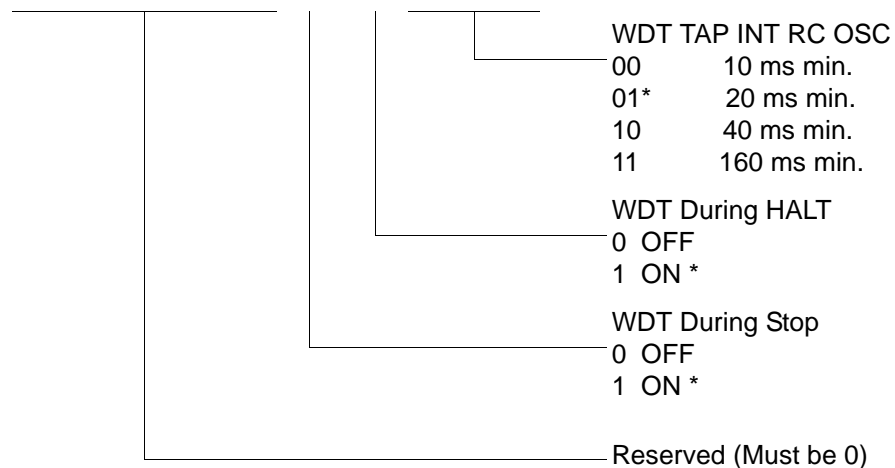 WDT TAP INT RC OSC
00 10 ms min.
01* 20 ms min.
10 40 ms min.
11 160 ms min.
WDT During HALT
0 OFF
1 ON *
WDT During Stop
0 OFF
1 ON *
Reserved (Must be 0)